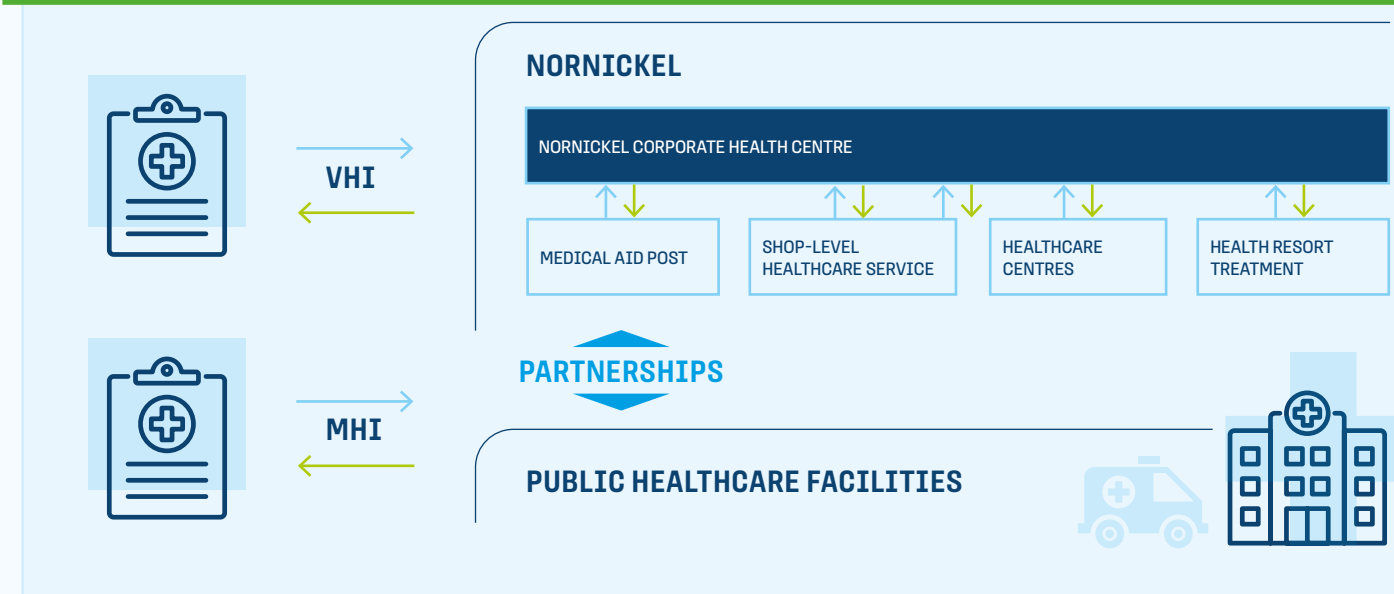 NORNICKEL
NORNICKEL CORPORATE HEALTH CENTRE
VHI
MEDICAL AID POST
SHOP-LEVEL
HEALTHCARE SERVICE
HEALTHCARE
CENTRES
HEALTH RESORT
TREATMENT
PARTNERSHIPS
MHI
PUBLIC HEALTHCARE FACILITIES